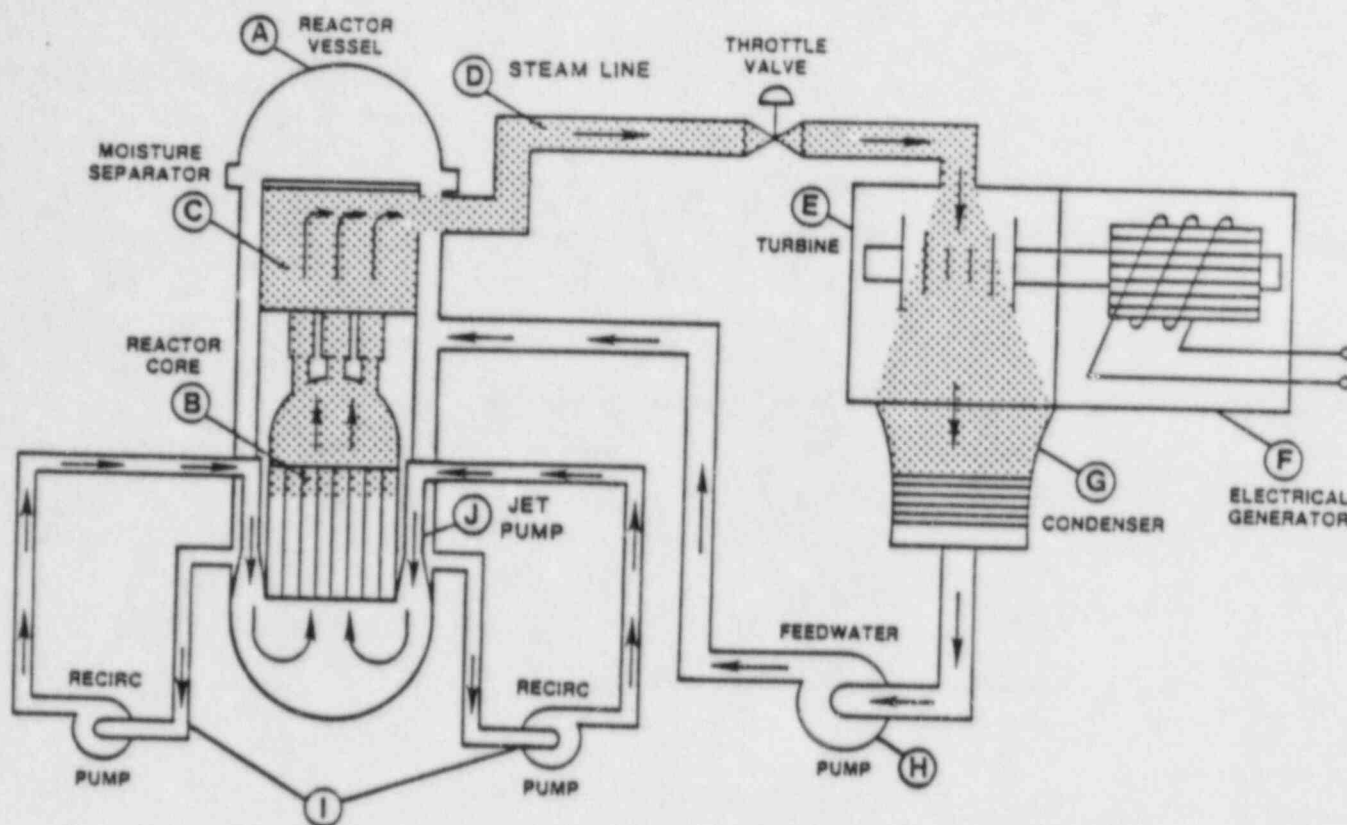 A
REACTOR
VESSEL
D
STEAM LINE
THROTTLE
VALVE
MOISTURE
SEPARATOR
C
E
TURBINE
REACTOR
CORE
B
J
JET
PUMP
G
CONDENSER
F
ELECTRICAL
GENERATOR
FEEDWATER
PUMP
H
RECIRC
PUMP
RECIRC
PUMP
I